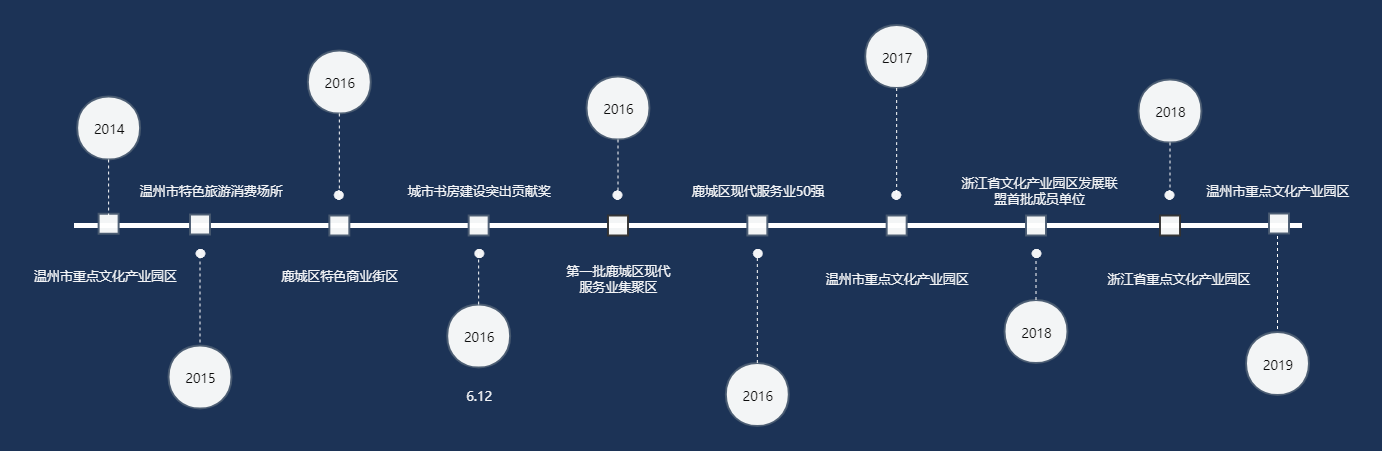 2014
温州市重点文化产业园区
温州市特色旅游消费场所
2015
2016
鹿城区特色商业街区
城市书房建设突出贡献奖
2016
6.12
2016
第一批鹿城区现代
服务业集聚区
鹿城区现代服务业50强
2016
2017
温州市重点文化产业园区
浙江省文化产业园区发展联
盟首批成员单位
2018
2018
浙江省重点文化产业园区
温州市重点文化产业园区
2019